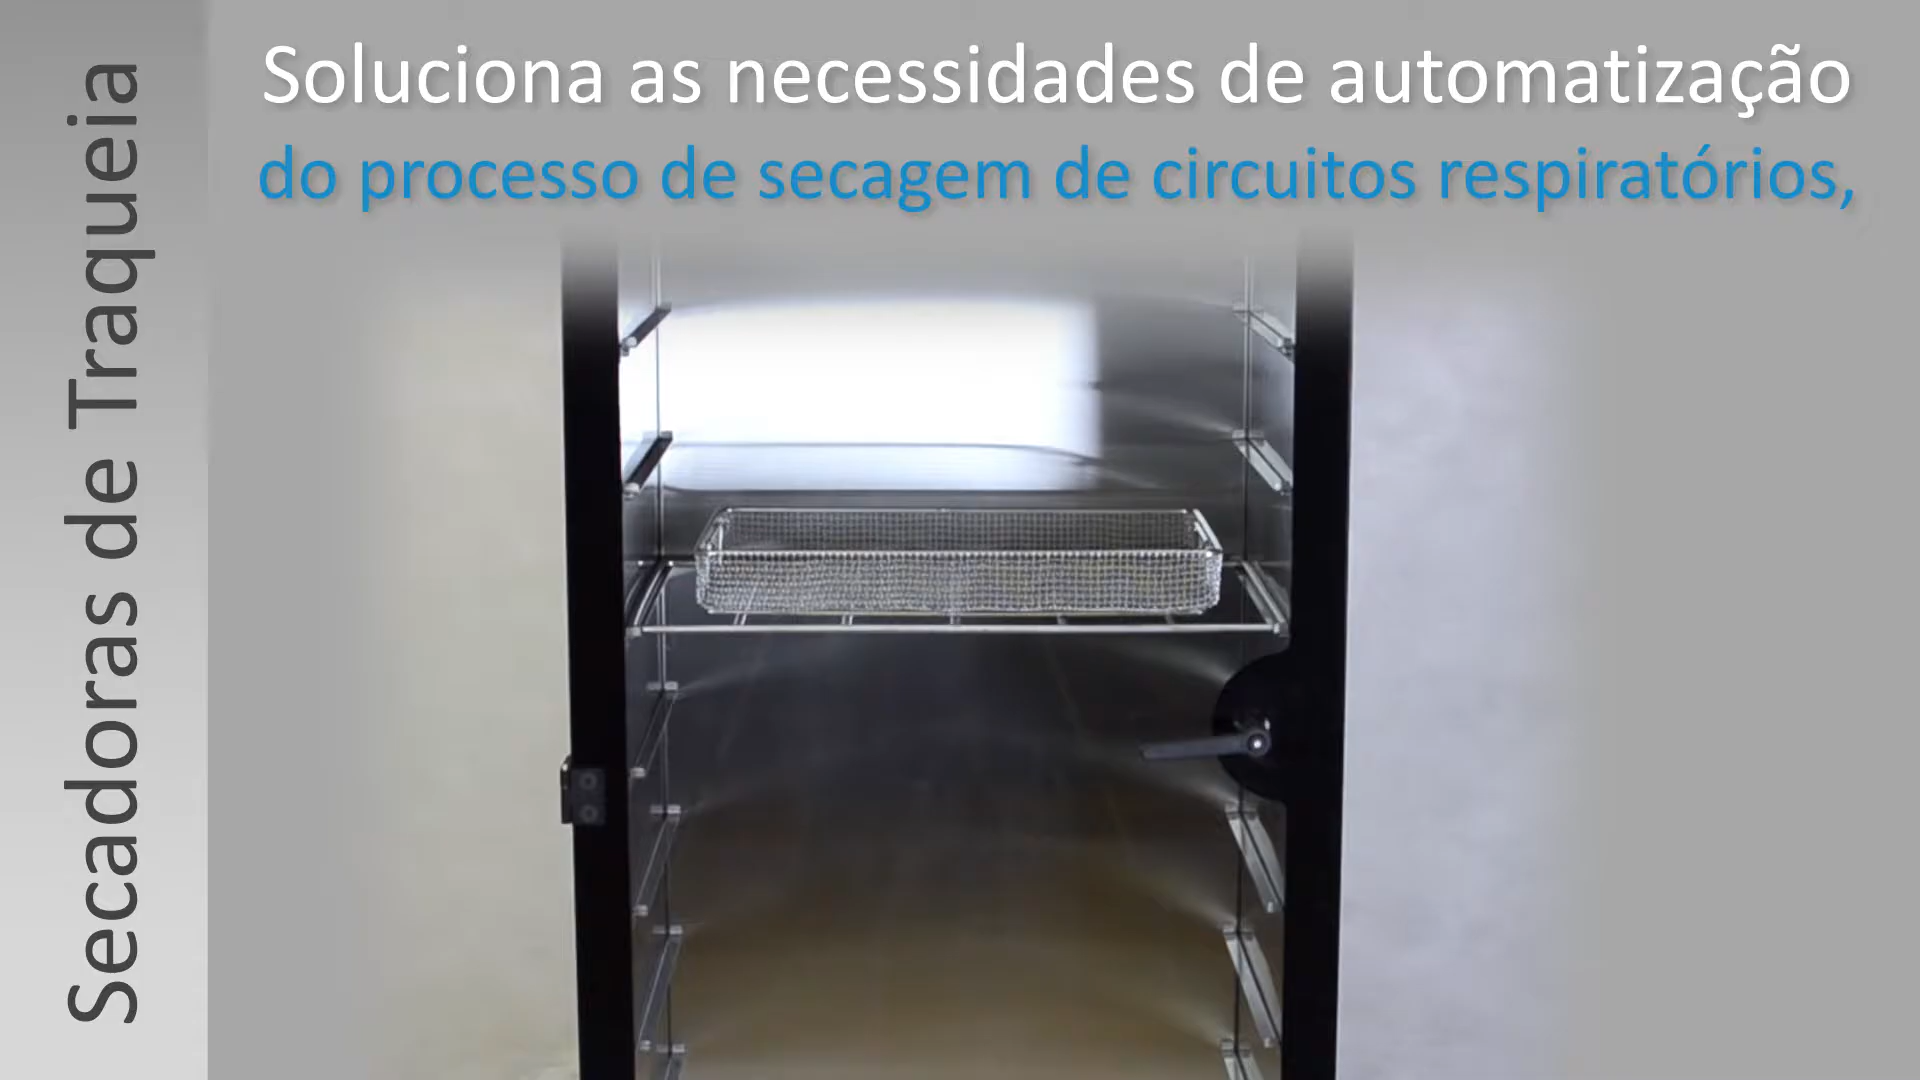 Secadoras de Traqueia
Soluciona as necessidades de automatização
do processo de secagem de circuitos respiratórios,